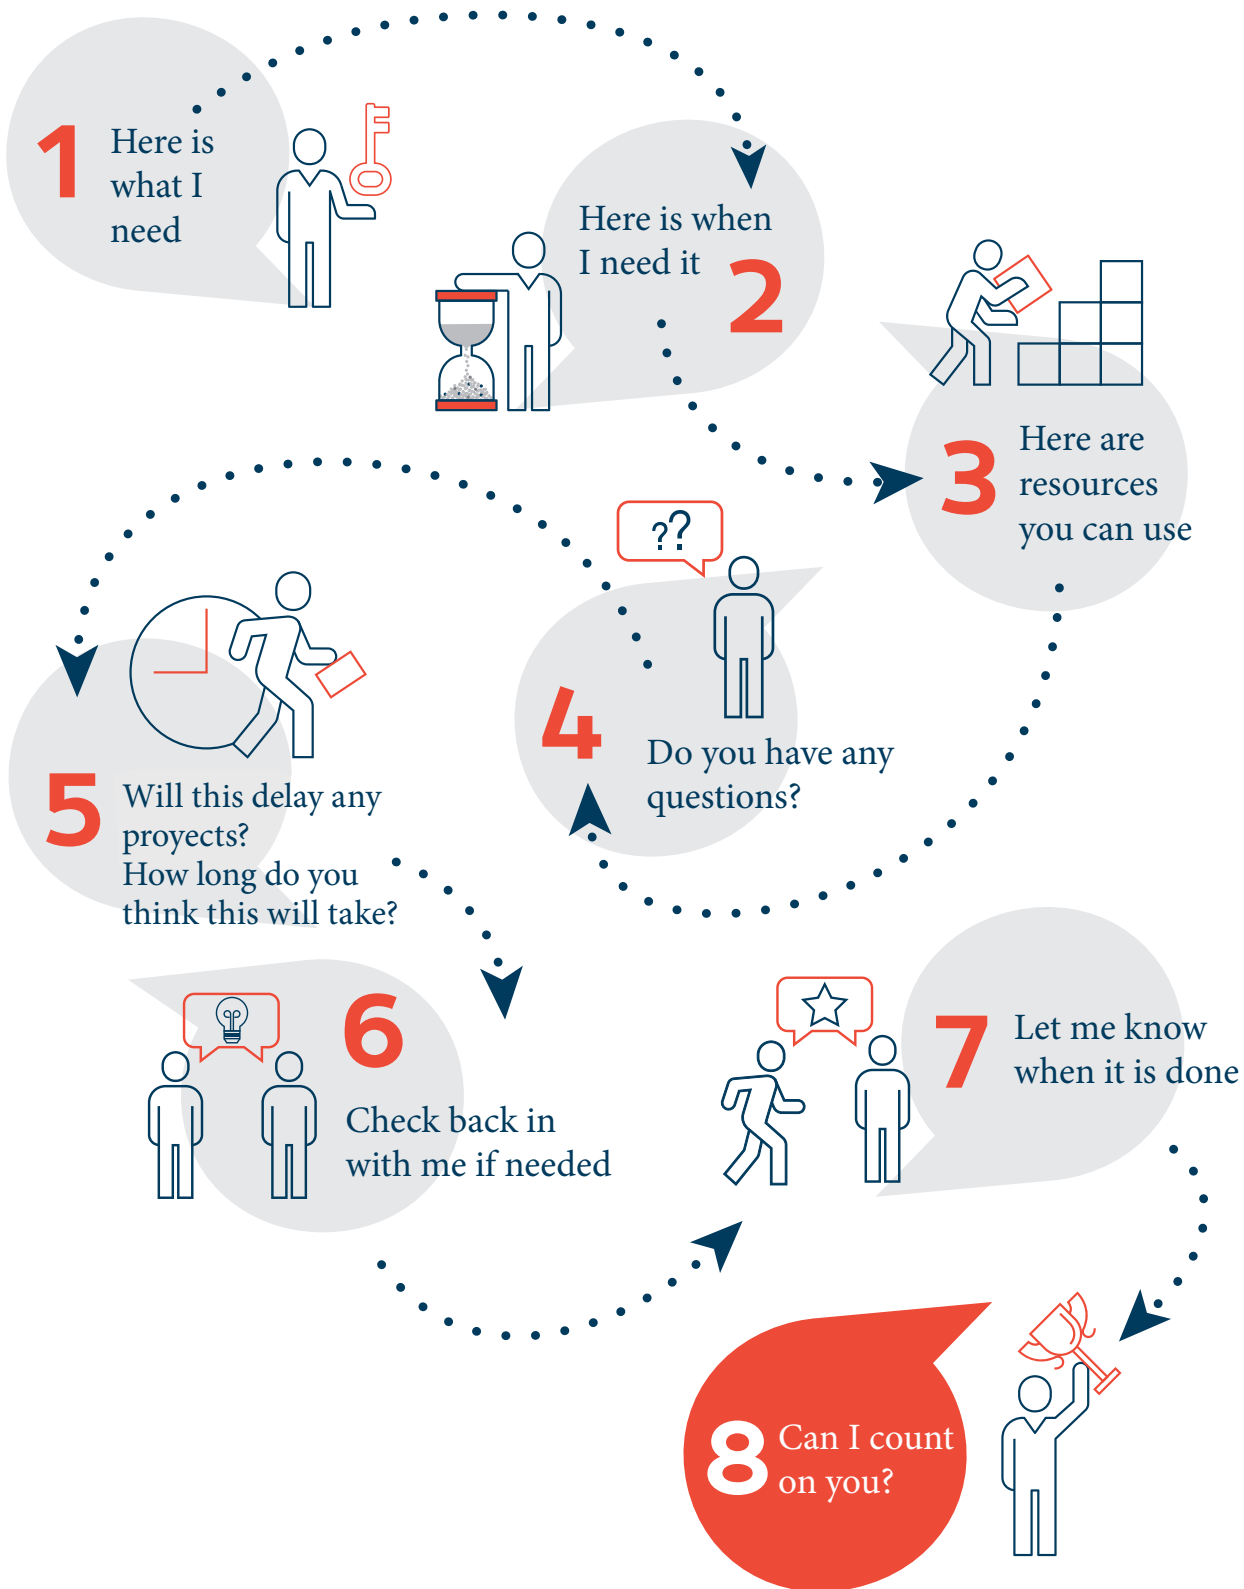 1
Here is
what I
need
Here is when
I need it
2
3
Here are
resources
you can use
??
4
Do you have any
questions?
5
Will this delay any
proyects?
How long do you
think this will take?
6
Check back in
with me if needed
7
Let me know
when it is done
8
Can I count
on you?